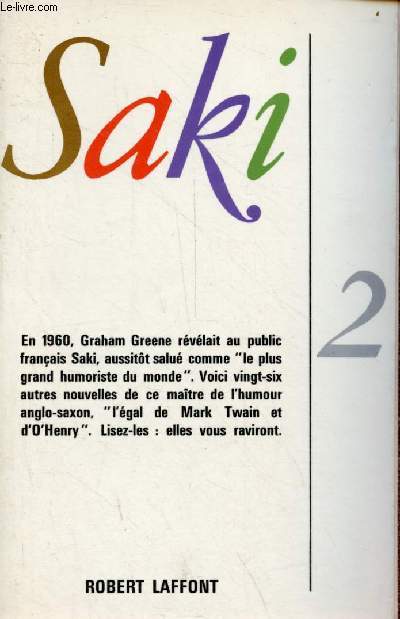 Le-livre.com
Saki
2
En 1960, Graham Greene révélait au public
français Saki, aussitôt salué comme "le plus
grand humoriste du monde". Voici vingt-six
autres nouvelles de ce maître de l'humour
anglo-saxon, "l'égal de Mark Twain et
d'O'Henry". Lisez-les : elles vous raviront.
ROBERT LAFFONT